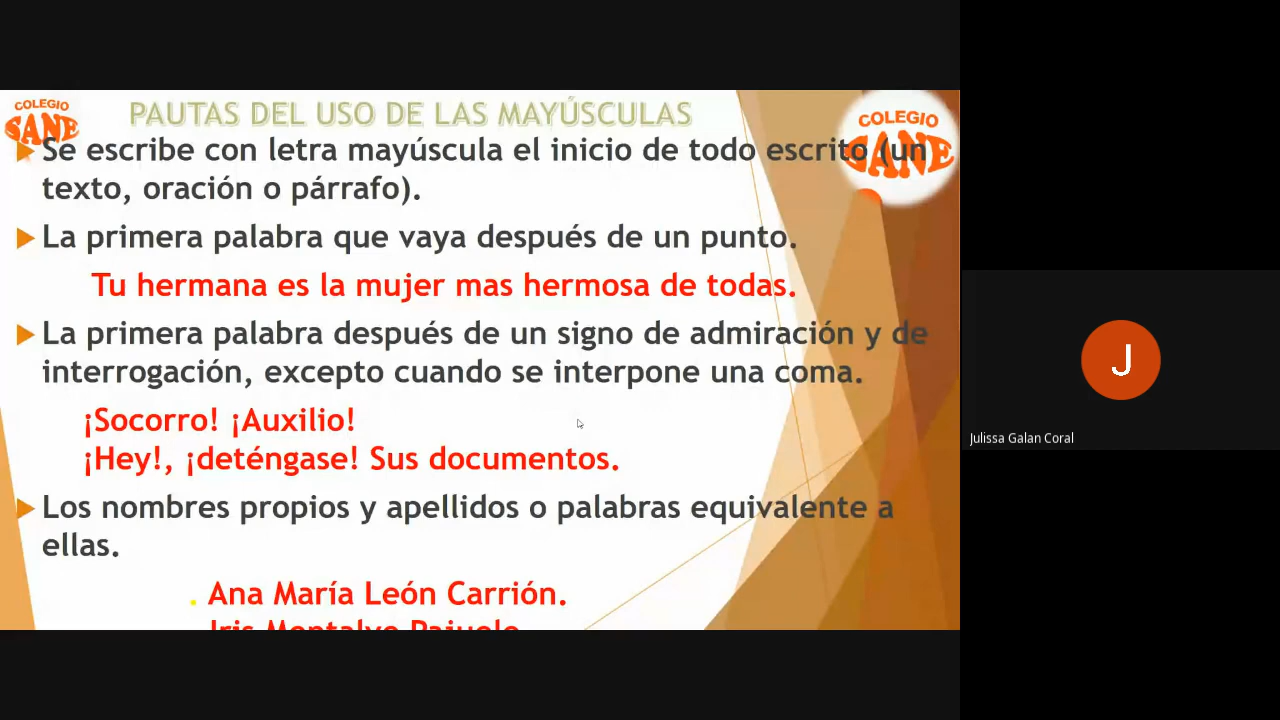 COLEGIO
SANE
PAUTAS DEL USO DE LAS MAYÚSCULAS
COLEGIO
SANE
Se escribe con letra mayúscula el inicio de todo escrito (un
texto, oración o párrafo).
La primera palabra que vaya después de un punto.
Tu hermana es la mujer mas hermosa de todas.
La primera palabra después de un signo de admiración y de
interrogación, excepto cuando se interpone una coma.
¡Socorro! ¡Auxilio!
¡Hey!, ¡deténgase! Sus documentos.
Los nombres propios y apellidos o palabras equivalente a
ellas.
. Ana María León Carrión.
Iris Montalvo
J
Julissa Galan Coral